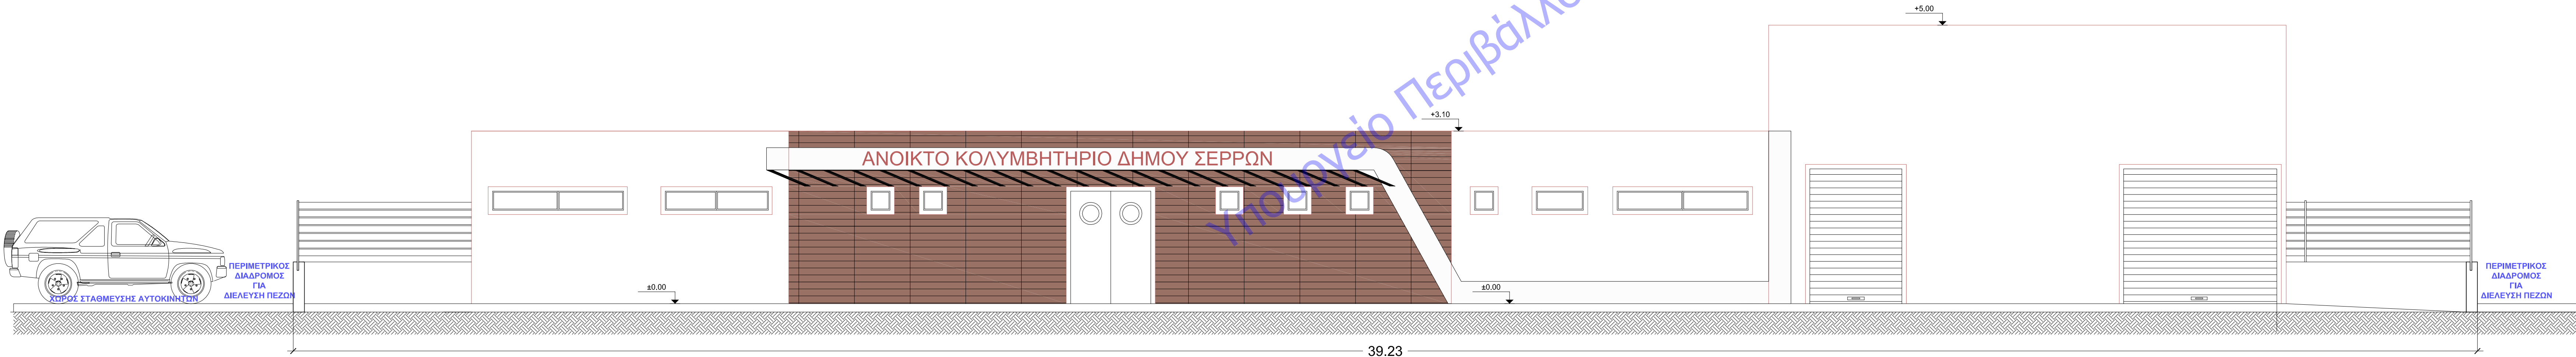 +5.00
+3.10
ΑΝΟΙΚΤΟ ΚΟΛΥΜΒΗΤΗΡΙΟ ΔΗΜΟΥ ΣΕΡΡΩΝ
Υπουργείο
ΠΕΡΙΜΕΤΡΙΚΟΣ
ΔΙΑΔΡΟΜΟΣ
ΓΙΑ
ΔΙΕΛΕΥΣΗ ΠΕΖΩΝ
ΧΩΡΟΣ ΣΤΑΘΜΕΥΣΗΣ ΑΥΤΟΚΙΝΗΤΩΝ
±0.00
±0.00
ΠΕΡΙΜΕΤΡΙΚΟΣ
ΔΙΑΔΡΟΜΟΣ
ΓΙΑ
ΔΙΕΛΕΥΣΗ ΠΕΖΩΝ
39.23